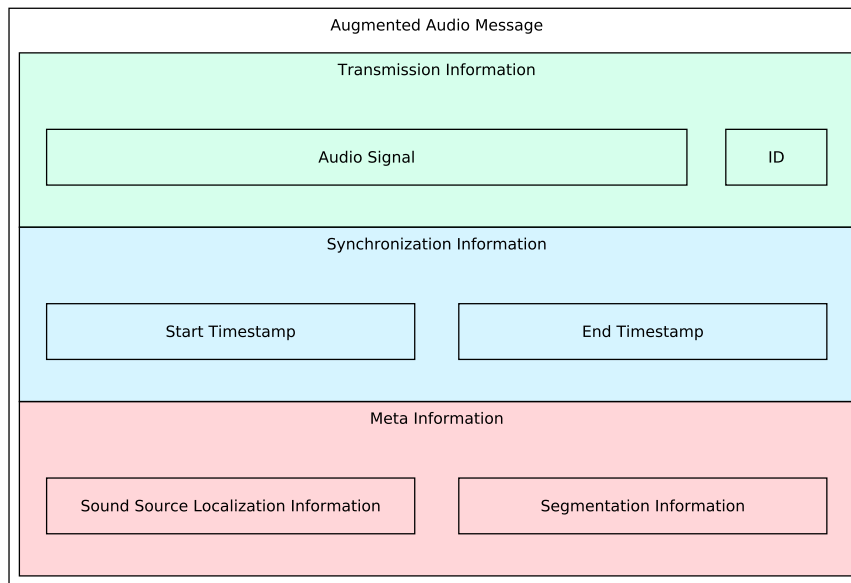 Augmented Audio Message
Transmission Information
Audio Signal
ID
Synchronization Information
Start Timestamp
End Timestamp
Meta Information
Sound Source Localization Information
Segmentation Information